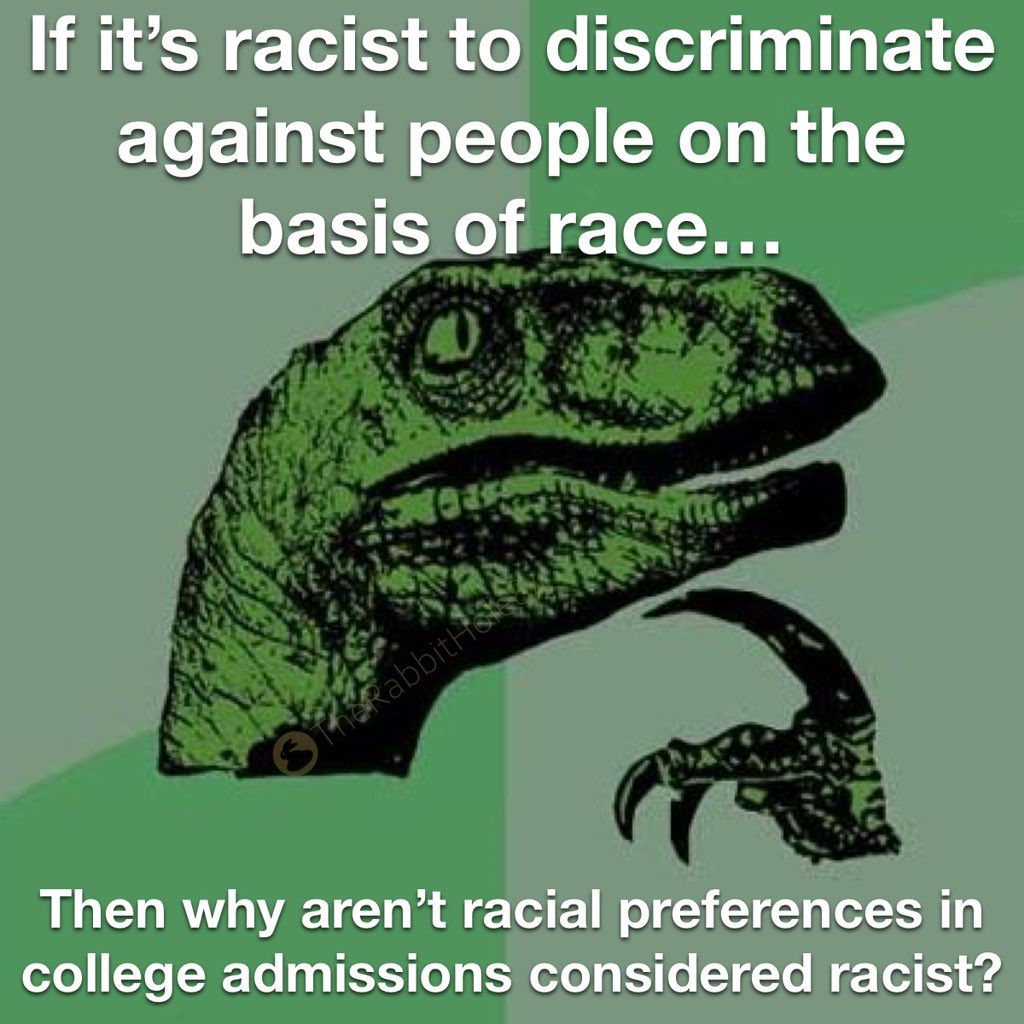 If it’s racist to discriminate
against people on the
basis of race...
TheRabbitHole
Then why aren’t racial preferences in
college admissions considered racist?